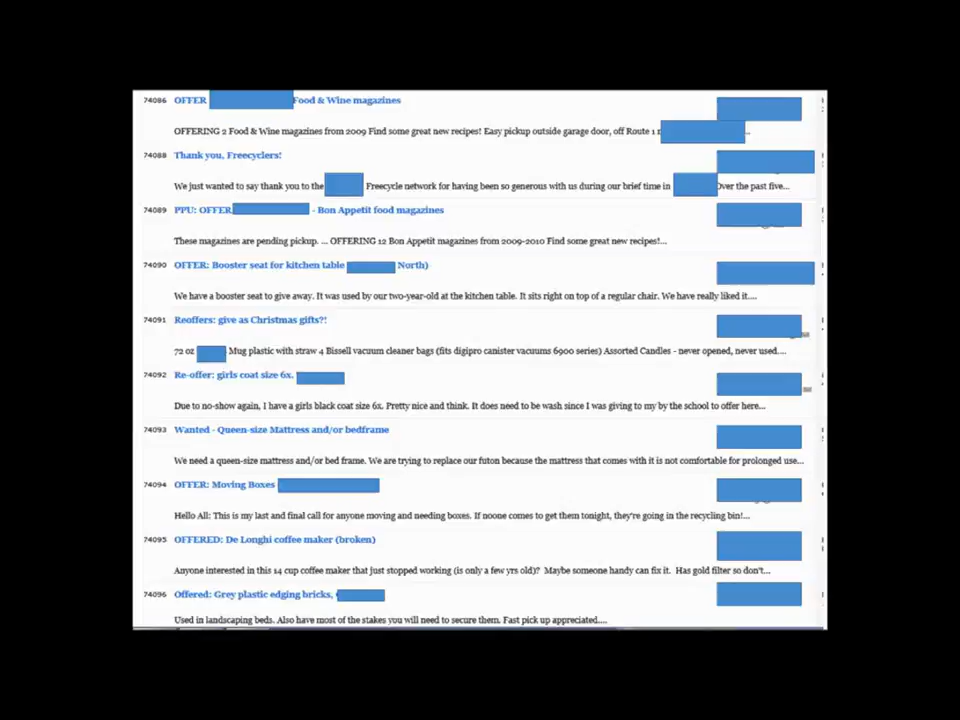 74086 OFFER Food & Wine magazines
OFFERING 2 Food & Wine magazines from 2009 Find some great new recipes! Easy pickup outside garage door, off Route 1 ...
74088 Thank you, Freecyclers!
We just wanted to say thank you to the Freecycle network for having been so generous with us during our brief time in Over the past five...
74089 PPU: OFFER - Bon Appetit food magazines
These magazines are pending pickup. ... OFFERING 12 Bon Appetit magazines from 2009-2010 Find some great new recipes!...
74090 OFFER: Booster seat for kitchen table North)
We have a booster seat to give away. It was used by our two-year-old at the kitchen table. It sits right on top of a regular chair. We have really liked it....
74091 Reoffers: give as Christmas gifts?!
72 oz Mug plastic with straw 4 Bissell vacuum cleaner bags (fits digipro canister vacuums 6900 series) Assorted Candles - never opened, never used....
74092 Re-offer: girls coat size 6x.
Due to no-show again, I have a girls black coat size 6x. Pretty nice and think. It does need to be wash since I was giving to my by the school to offer here...
74093 Wanted - Queen-size Mattress and/or bedframe
We need a queen-size mattress and/or bed frame. We are trying to replace our futon because the mattress that comes with it is not comfortable for prolonged use...
74094 OFFER: Moving Boxes
Hello All: This is my last and final call for anyone moving and needing boxes. If noone comes to get them tonight, they're going in the recycling bin!...
74095 OFFERED: De Longhi coffee maker (broken)
Anyone interested in this 14 cup coffee maker that just stopped working (is only a few yrs old)? Maybe someone handy can fix it. Has gold filter so don't...
74096 Offered: Grey plastic edging bricks,
Used in landscaping beds. Also have most of the stakes you will need to secure them. Fast pick up appreciated....